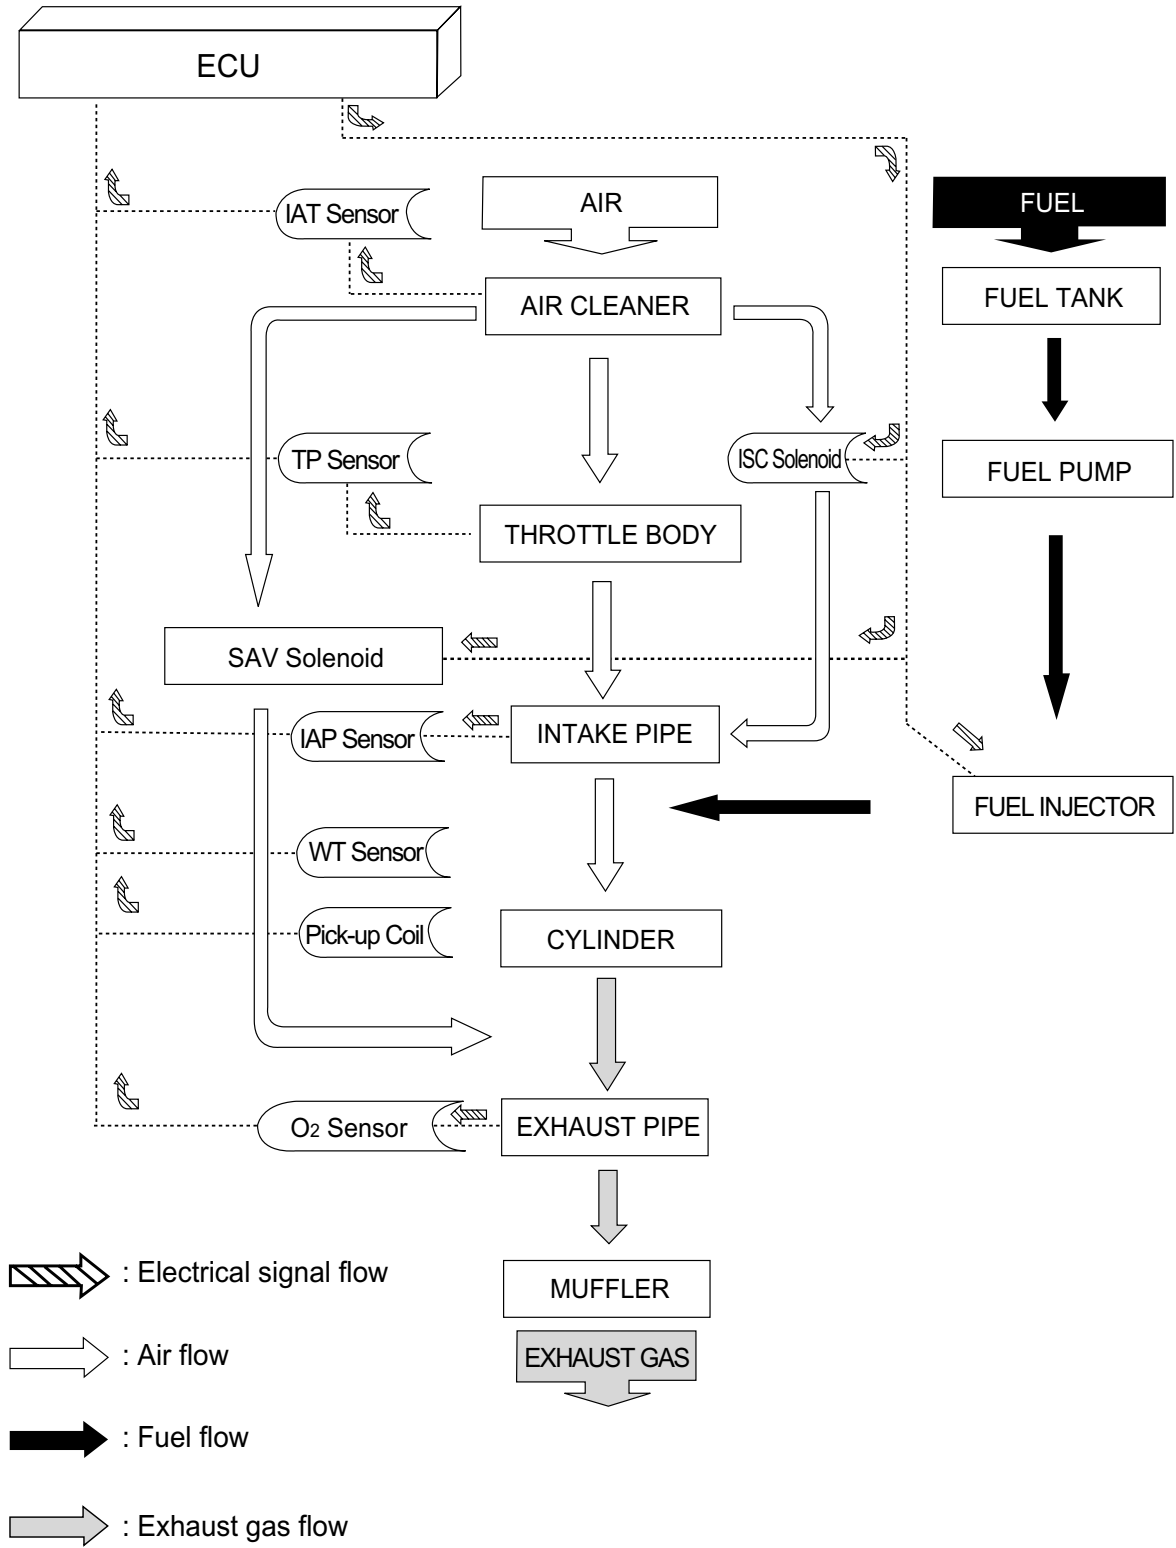 ECU
IAT Sensor
AIR
FUEL
AIR CLEANER
FUEL TANK
TP Sensor
ISC Solenoid
FUEL PUMP
THROTTLE BODY
SAV Solenoid
IAP Sensor
INTAKE PIPE
FUEL INJECTOR
WT Sensor
Pick-up Coil
CYLINDER
O2 Sensor
EXHAUST PIPE
: Electrical signal flow
MUFFLER
: Air flow
EXHAUST GAS
: Fuel flow
: Exhaust gas flow